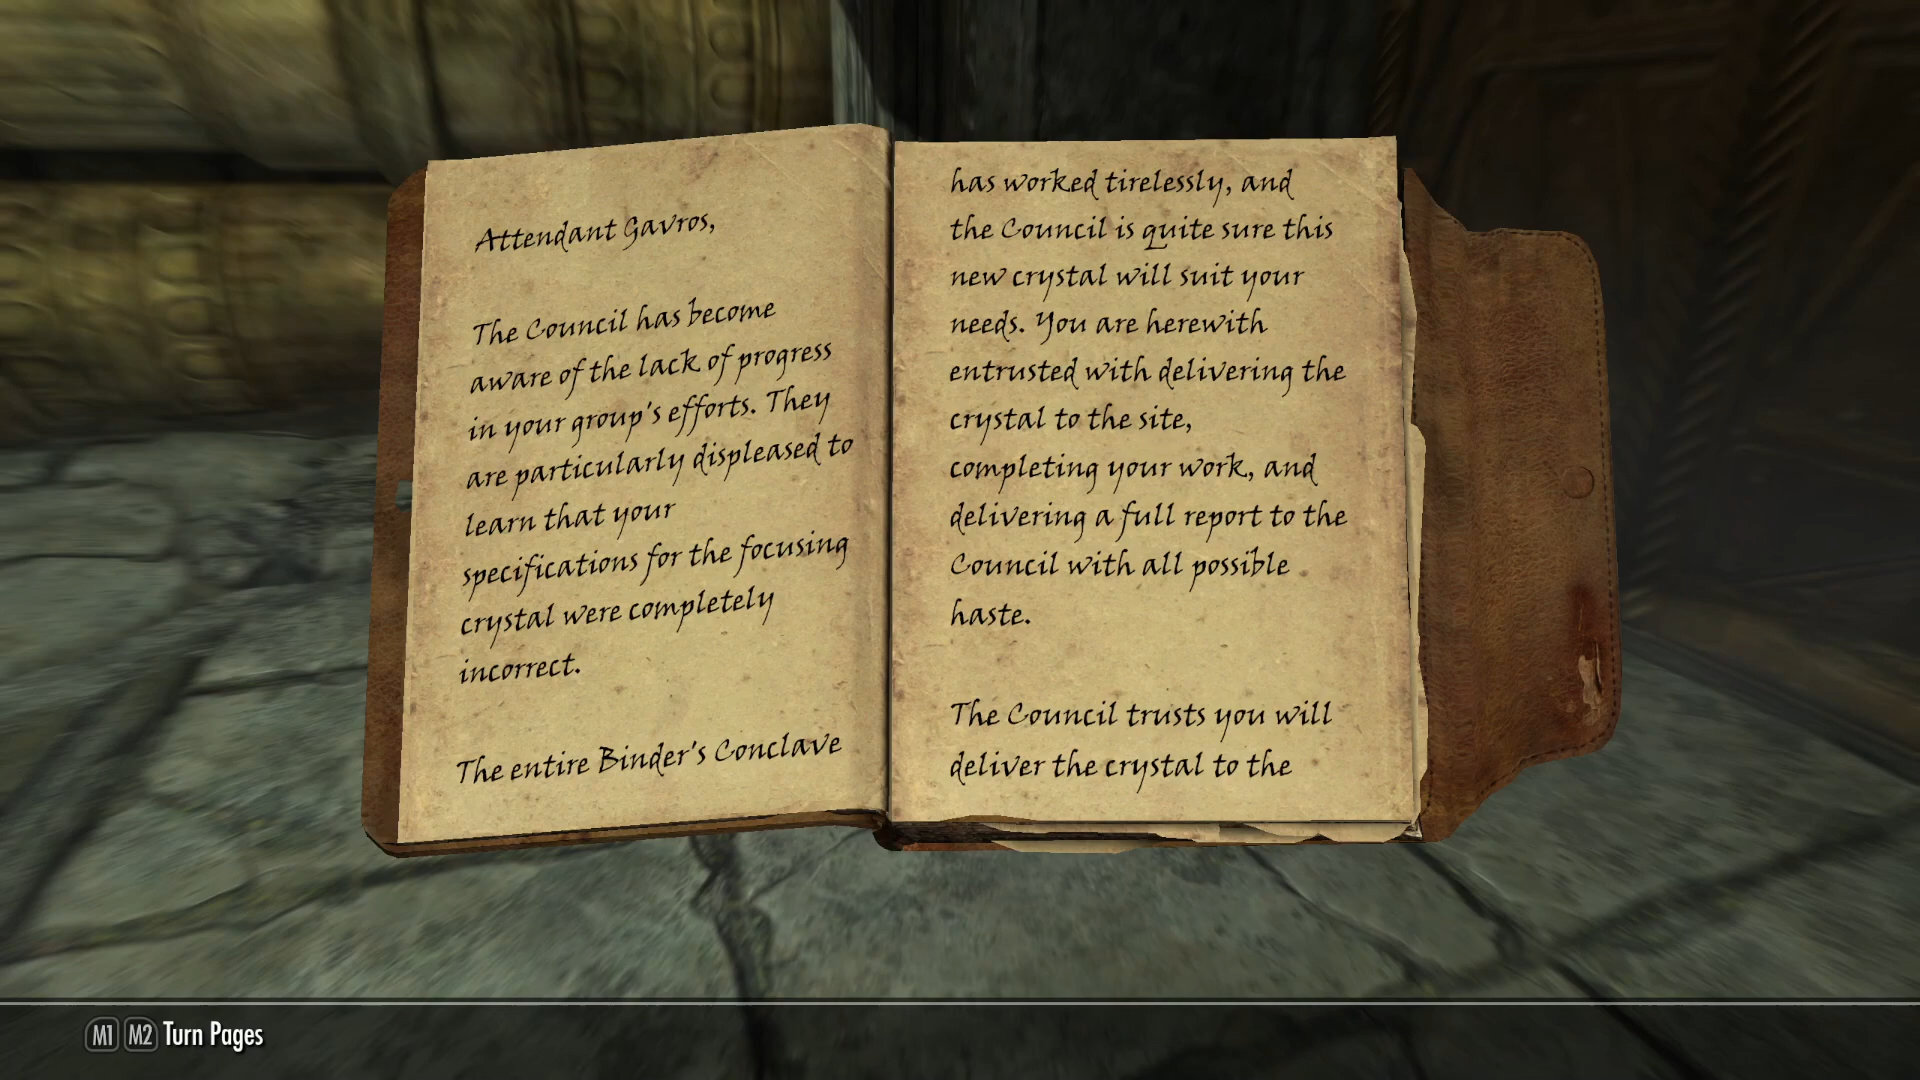 Attendant Gavros,
The Council has become
aware of the lack of progress
in your group's efforts. They
are particularly displeased to
learn that your
specifications for the focusing
crystal were completely
incorrect.
The entire Binder's Conclave
has worked tirelessly, and
the Council is quite sure this
new crystal will suit your
needs. You are herewith
entrusted with delivering the
crystal to the site,
completing your work, and
delivering a full report to the
Council with all possible
haste.
The Council trusts you will
deliver the crystal to the
M1 M2 Turn Pages